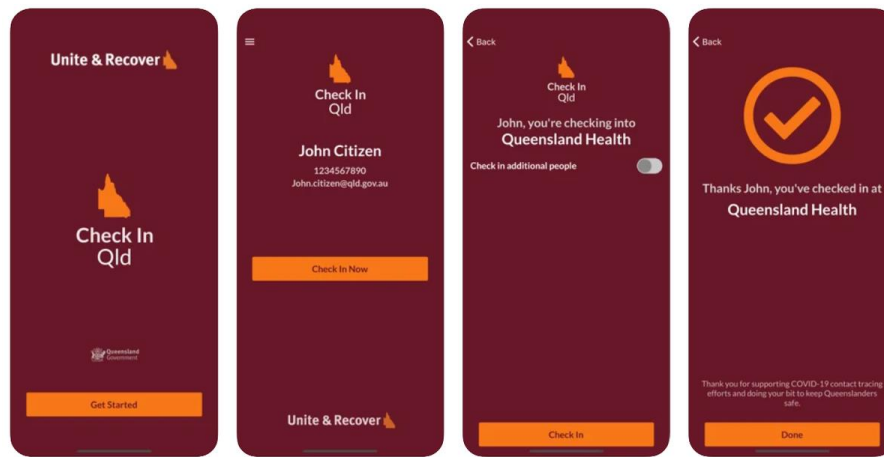 Unite & Recover
Check In
Qld
Queensland
Government
Get Started
Check In
Qld
John Citizen
1234567890
John.citizen@qld.gov.au
Check In Now
Unite & Recover
Back
Check In
Qld
John, you're checking into
Queensland Health
Check in additional people
Check In
Back
Thanks John, you've checked in at
Queensland Health
Thank you for supporting COVID-19 contact tracing
efforts and doing your bit to keep Queenslanders
safe.
Done